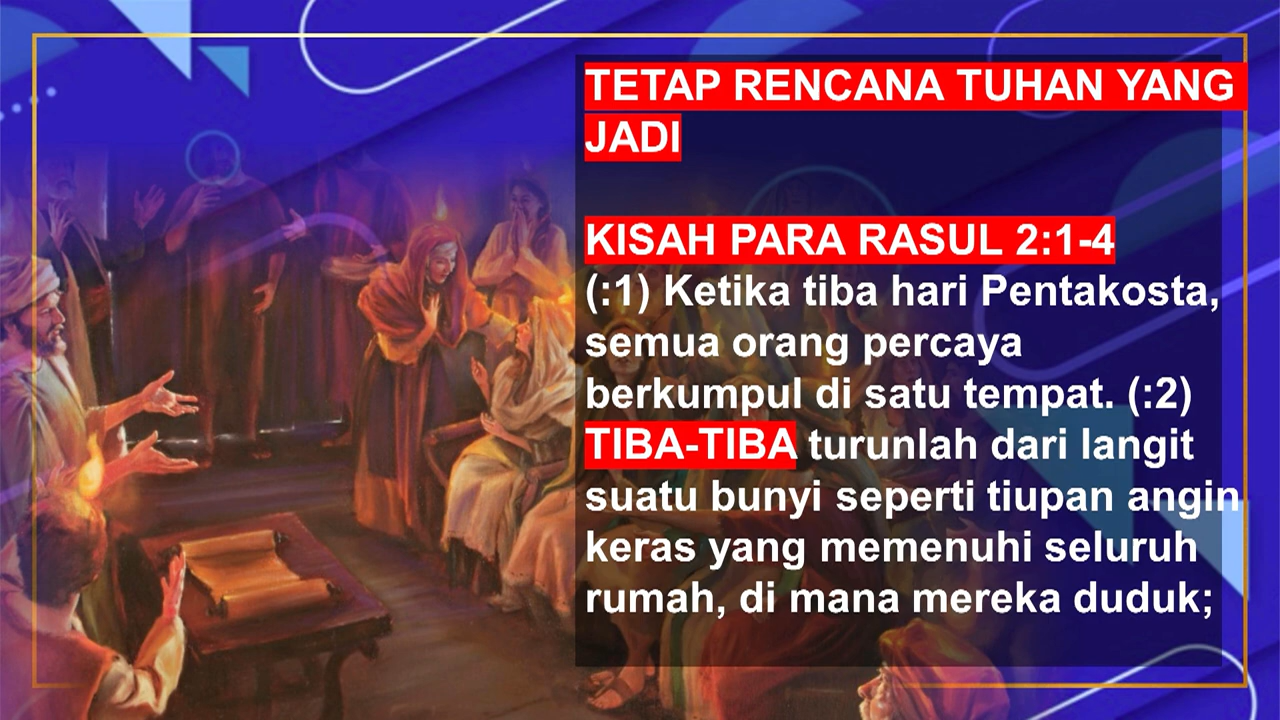 TETAP RENCANA TUHAN YANG
JADI
KISAH PARA RASUL 2:1-4
(:1) Ketika tiba hari Pentakosta,
semua orang percaya
berkumpul di satu tempat. (:2)
TIBA-TIBA turunlah dari langit
suatu bunyi seperti tiupan angin
keras yang memenuhi seluruh
rumah, di mana mereka duduk;